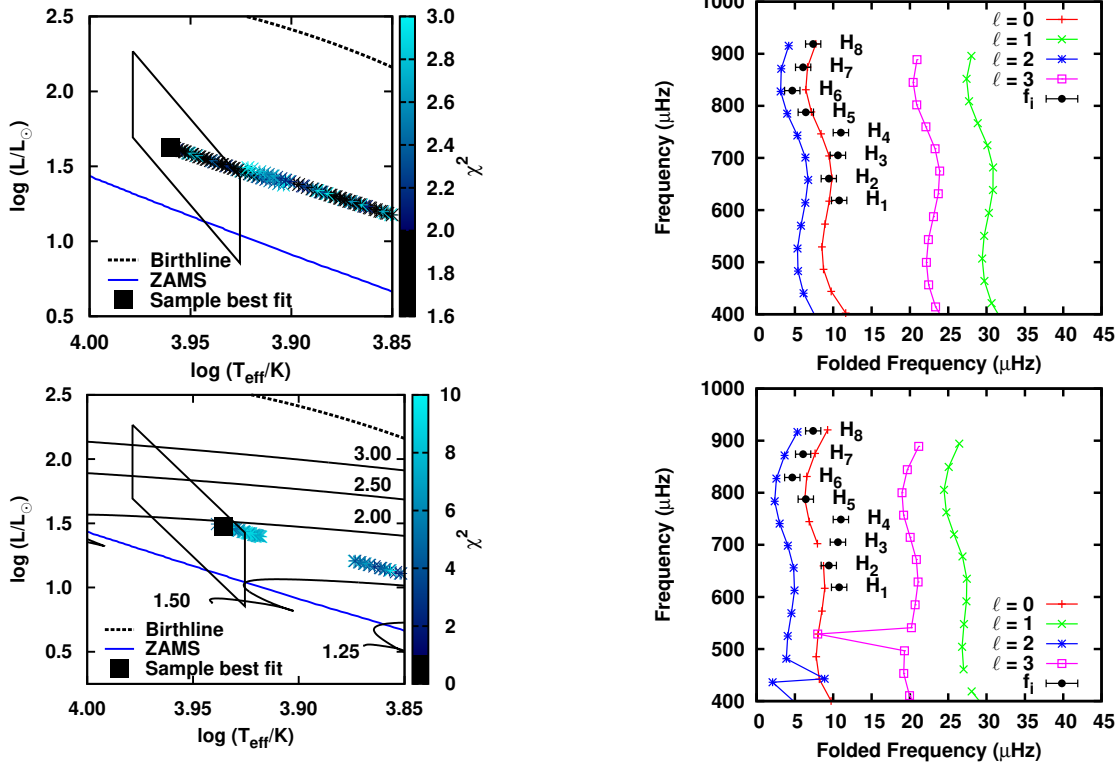 2.5
2.0
1.5
1.0
0.5
log (L/L☉)
4.00
3.95
3.90
3.85
log (Teff/K)
Birthline
ZAMS
Sample best fit
3.0
2.8
2.6
2.4
2.2
2.0
1.8
1.6
χ²
1000
900
800
700
600
500
400
Frequency (μHz)
0
5
10
15
20
25
30
35
40
45
Folded Frequency (μHz)
ℓ = 0
ℓ = 1
ℓ = 2
ℓ = 3
fi
H8
H7
H6
H5
H4
H3
H2
H1
2.5
2.0
1.5
1.0
0.5
log (L/L☉)
4.00
3.95
3.90
3.85
log (Teff/K)
3.00
2.50
2.00
1.50
1.25
Birthline
ZAMS
Sample best fit
10
8
6
4
2
0
χ²
1000
900
800
700
600
500
400
Frequency (μHz)
0
5
10
15
20
25
30
35
40
45
Folded Frequency (μHz)
H8
H7
H6
H5
H4
H3
H2
H1
ℓ = 0
ℓ = 1
ℓ = 2
ℓ = 3
fi